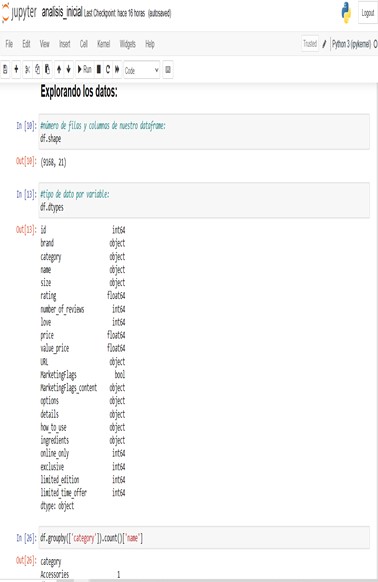 jupyter analisis_inicial Last Checkpoint: hace 16 horas (autosaved) Logout
File Edit View Insert Cell Kernel Widgets Help Trusted Python 3 (ipykernel)
Run Code
Explorando los datos:
In [10]: #número de filas y columnas de nuestro dataframe:
df.shape
Out[10]: (9168, 21)
In [13]: #tipo de dato por variable:
df.dtypes
Out[13]: id int64
brand object
category object
name object
size object
rating float64
number_of_reviews int64
love int64
price float64
value_price float64
URL object
MarketingFlags bool
MarketingFlags_content object
options object
details object
how_to_use object
ingredients object
online_only int64
exclusive int64
limited_edition int64
limited_time_offer int64
dtype: object
In [26]: df.groupby(['category']).count()['name']
Out[26]: category
Accessories 1